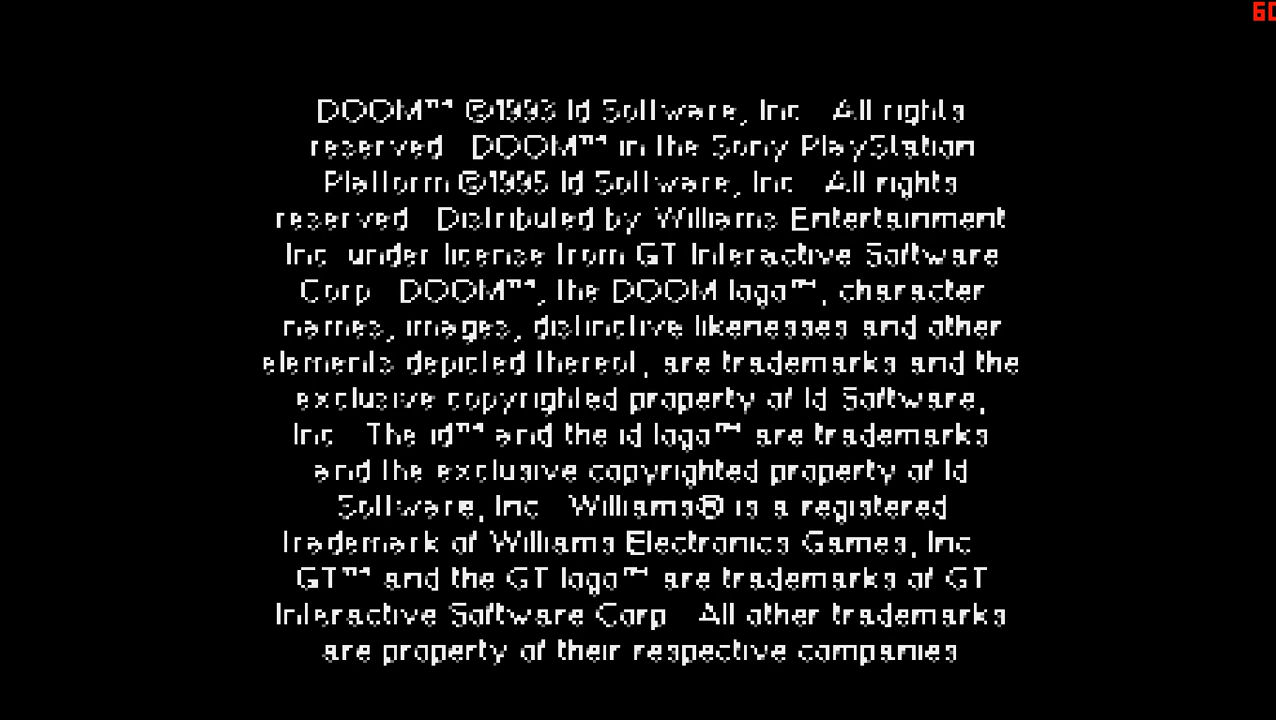 60
DOOM™ ©1993 Id Software, Inc   All rights
reserved   DOOM™ in the Sony PlayStation
Platform ©1995 Id Software, Inc   All rights
reserved   Distributed by Williams Entertainment
Inc  under license from GT Interactive Software
Corp   DOOM™, the DOOM logo™, character
names, images, distinctive likenesses and other
elements depicted thereof, are trademarks and the
exclusive copyrighted property of Id Software,
Inc   The id™ and the id logo™ are trademarks
and the exclusive copyrighted property of Id
Software, Inc   Williams® is a registered
trademark of Williams Electronics Games, Inc
GT™ and the GT logo™ are trademarks of GT
Interactive Software Corp   All other trademarks
are property of their respective companies